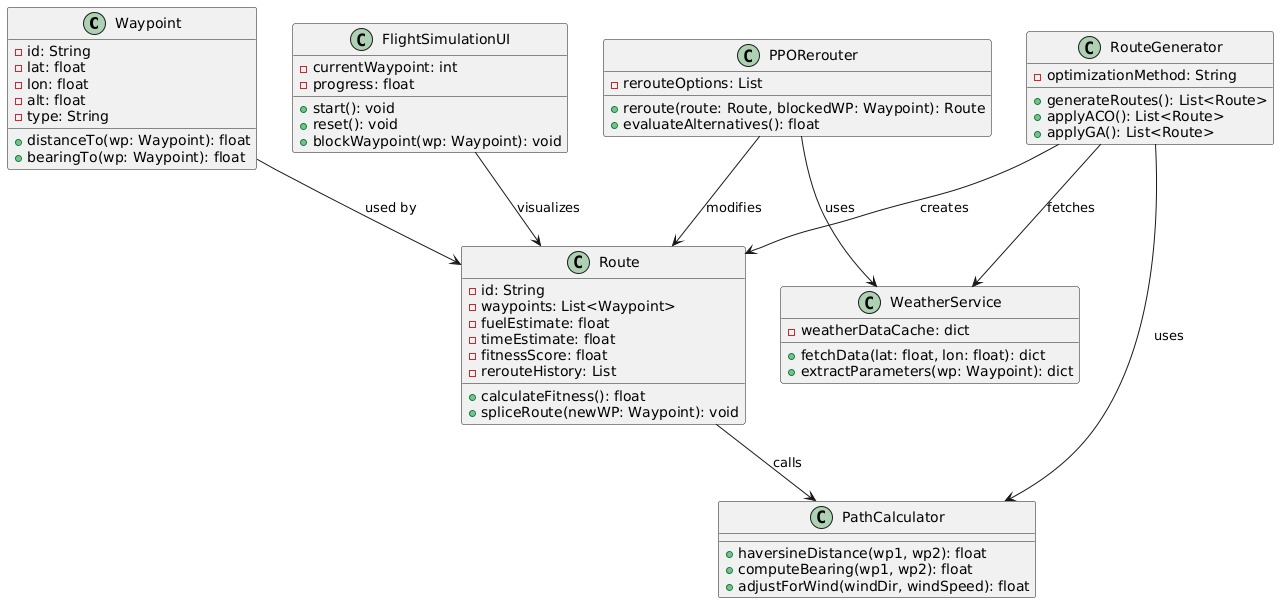 C Waypoint
id: String
lat: float
lon: float
alt: float
type: String
distanceTo(wp: Waypoint): float
bearingTo(wp: Waypoint): float
C FlightSimulationUI
currentWaypoint: int
progress: float
start(): void
reset(): void
blockWaypoint(wp: Waypoint): void
C PPORerouter
rerouteOptions: List
reroute(route: Route, blockedWP: Waypoint): Route
evaluateAlternatives(): float
C RouteGenerator
optimizationMethod: String
generateRoutes(): List<Route>
applyACO(): List<Route>
applyGA(): List<Route>
used by
visualizes
modifies
uses
creates
fetches
uses
C Route
id: String
waypoints: List<Waypoint>
fuelEstimate: float
timeEstimate: float
fitnessScore: float
rerouteHistory: List
calculateFitness(): float
spliceRoute(newWP: Waypoint): void
C WeatherService
weatherDataCache: dict
fetchData(lat: float, lon: float): dict
extractParameters(wp: Waypoint): dict
calls
C PathCalculator
haversineDistance(wp1, wp2): float
computeBearing(wp1, wp2): float
adjustForWind(windDir, windSpeed): float